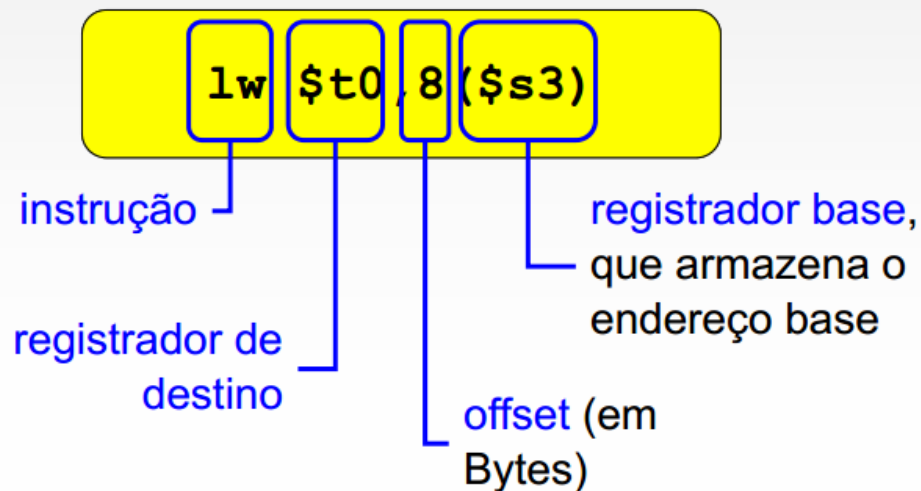 lw $t0,8($s3)
instrução
registrador base,
que armazena o
endereço base
registrador de
destino
offset (em
Bytes)